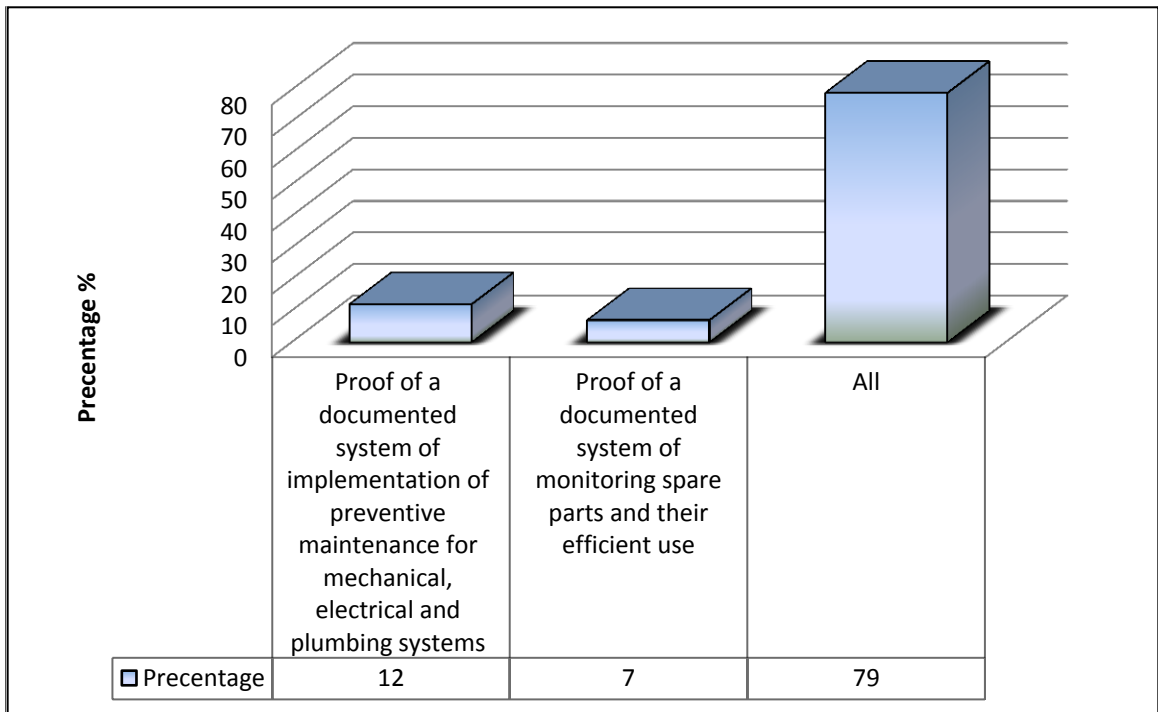 Precentage %
80
70
60
50
40
30
20
10
0
Proof of a
documented
system of
implementation of
preventive
maintenance for
mechanical,
electrical and
plumbing systems
Proof of a
documented
system of
monitoring spare
parts and their
efficient use
All
Precentage 12 7 79